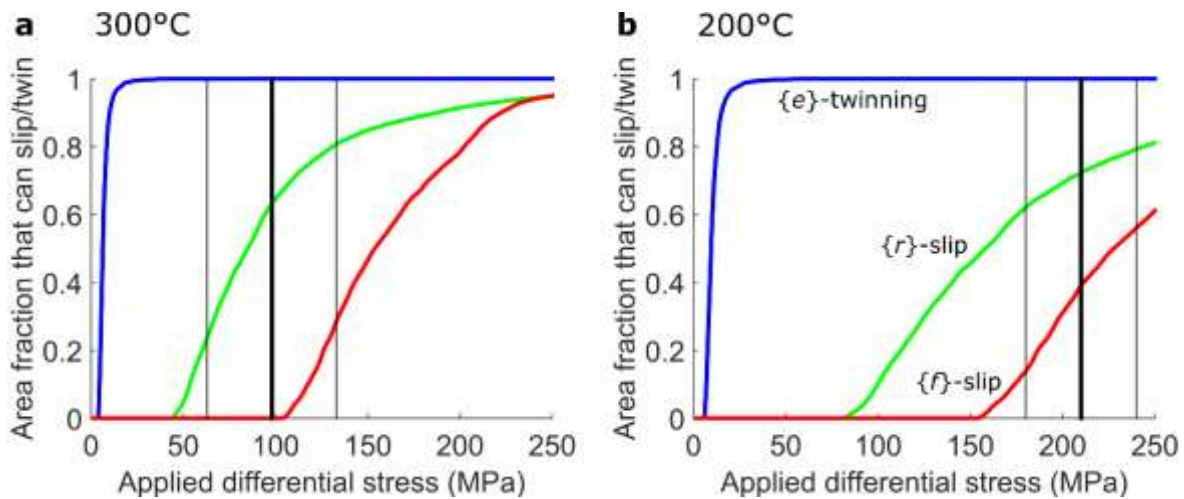 a 300°C
Area fraction that can slip/twin
1
0.8
0.6
0.4
0.2
0
0 50 100 150 200 250
Applied differential stress (MPa)
b 200°C
Area fraction that can slip/twin
1
0.8
0.6
0.4
0.2
0
{e}-twinning
{r}-slip
{f}-slip
0 50 100 150 200 250
Applied differential stress (MPa)